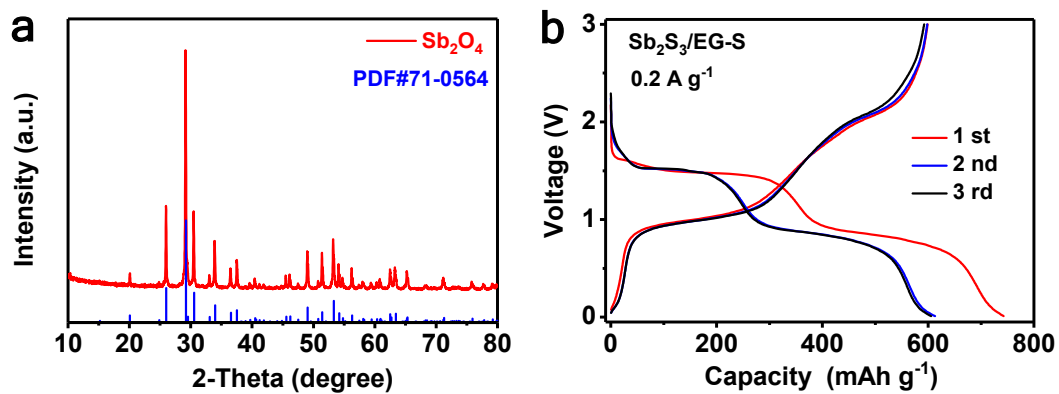 a
Sb₂O₄
PDF#71-0564
Intensity (a.u.)
10 20 30 40 50 60 70 80
2-Theta (degree)
b
Sb₂S₃/EG-S
0.2 A g⁻¹
1 st
2 nd
3 rd
Voltage (V)
3
2
1
0
0 200 400 600 800
Capacity (mAh g⁻¹)